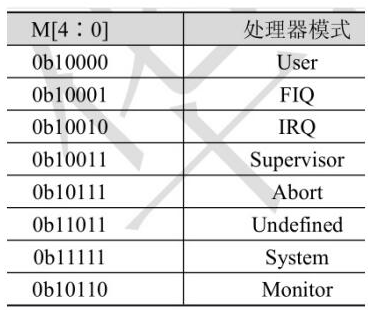 M[4：0] 处理器模式
0b10000 User
0b10001 FIQ
0b10010 IRQ
0b10011 Supervisor
0b10111 Abort
0b11011 Undefined
0b11111 System
0b10110 Monitor